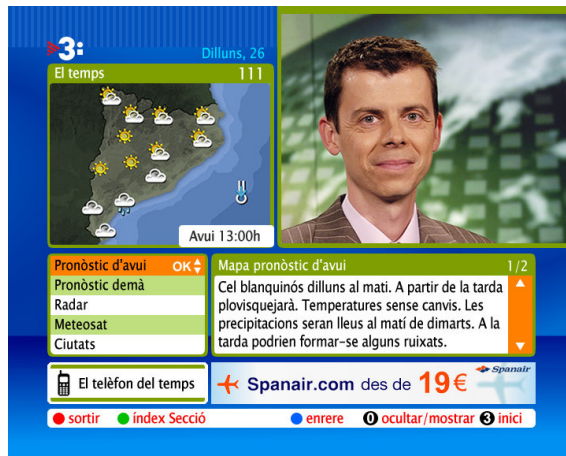 3:
Dilluns, 26
El temps 111
Avui 13:00h
Pronòstic d'avui OK
Pronòstic demà
Radar
Meteosat
Ciutats
Mapa pronòstic d'avui 1/2
Cel blanquinós dilluns al mati. A partir de la tarda
plovisquejarà. Temperatures sense canvis. Les
precipitacions seran lleus al matí de dimarts. A la
tarda podrien formar-se alguns ruixats.
El telèfon del temps
Spanair.com des de 19€
Spanair
sortir índex Secció enrere 0 ocultar/mostrar 3 inici